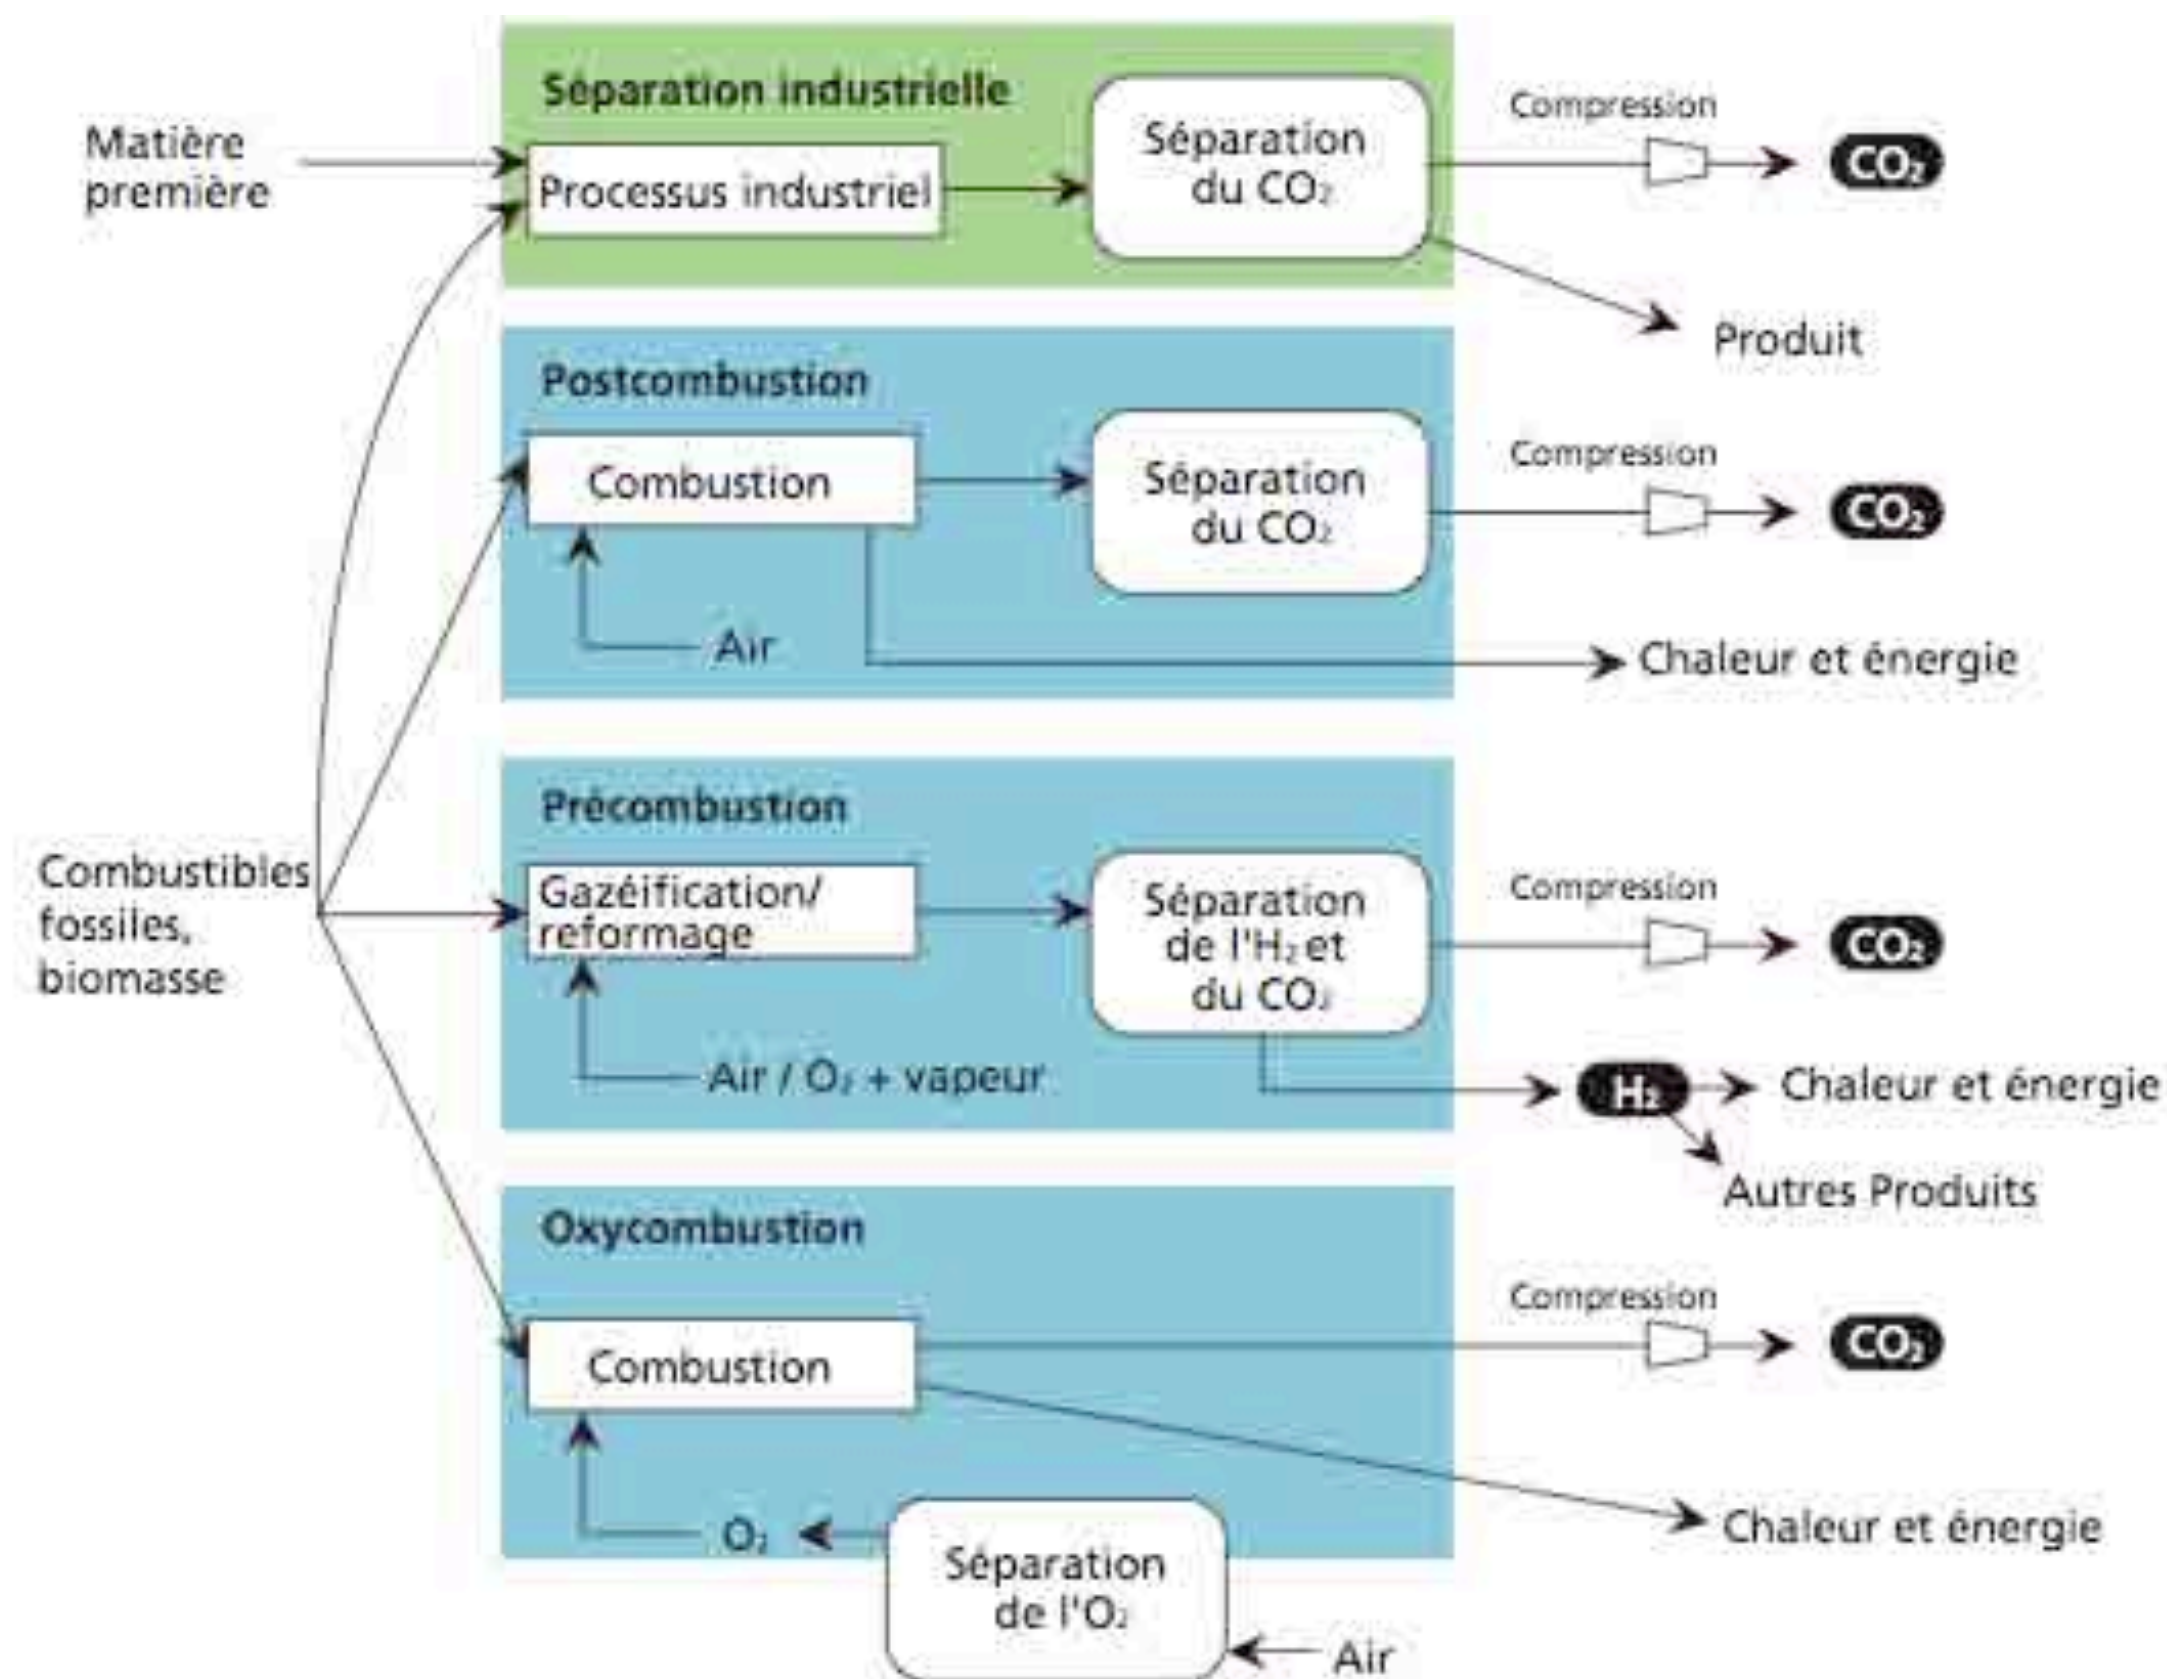 Séparation industrielle
Matière
première
Processus industriel
Séparation
du CO₂
Compression
CO₂
Produit
Postcombustion
Combustion
Air
Séparation
du CO₂
Compression
CO₂
Chaleur et énergie
Combustibles
fossiles,
biomasse
Précombustion
Gazéification/
reformage
Air / O₂ + vapeur
Séparation
de l'H₂ et
du CO₂
Compression
CO₂
H₂
Chaleur et énergie
Autres Produits
Oxycombustion
Combustion
Compression
CO₂
Chaleur et énergie
O₂
Séparation
de l'O₂
Air